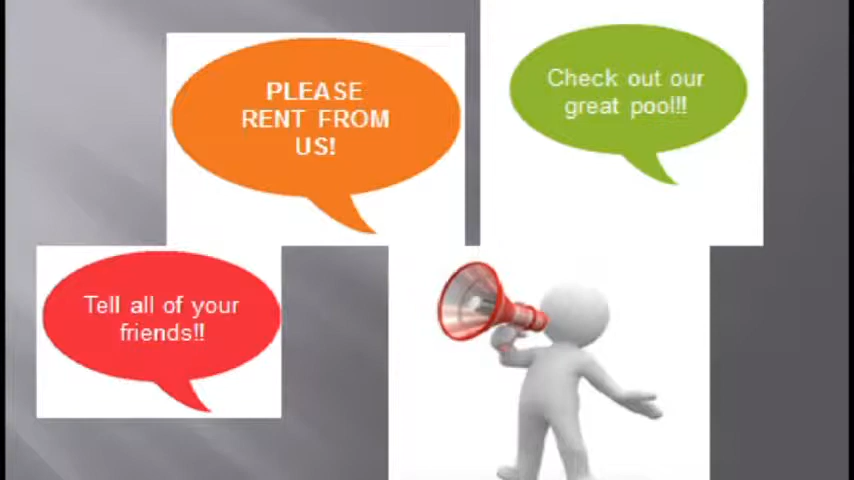 PLEASE
RENT FROM
US!
Check out our
great pool!!
Tell all of your
friends!!